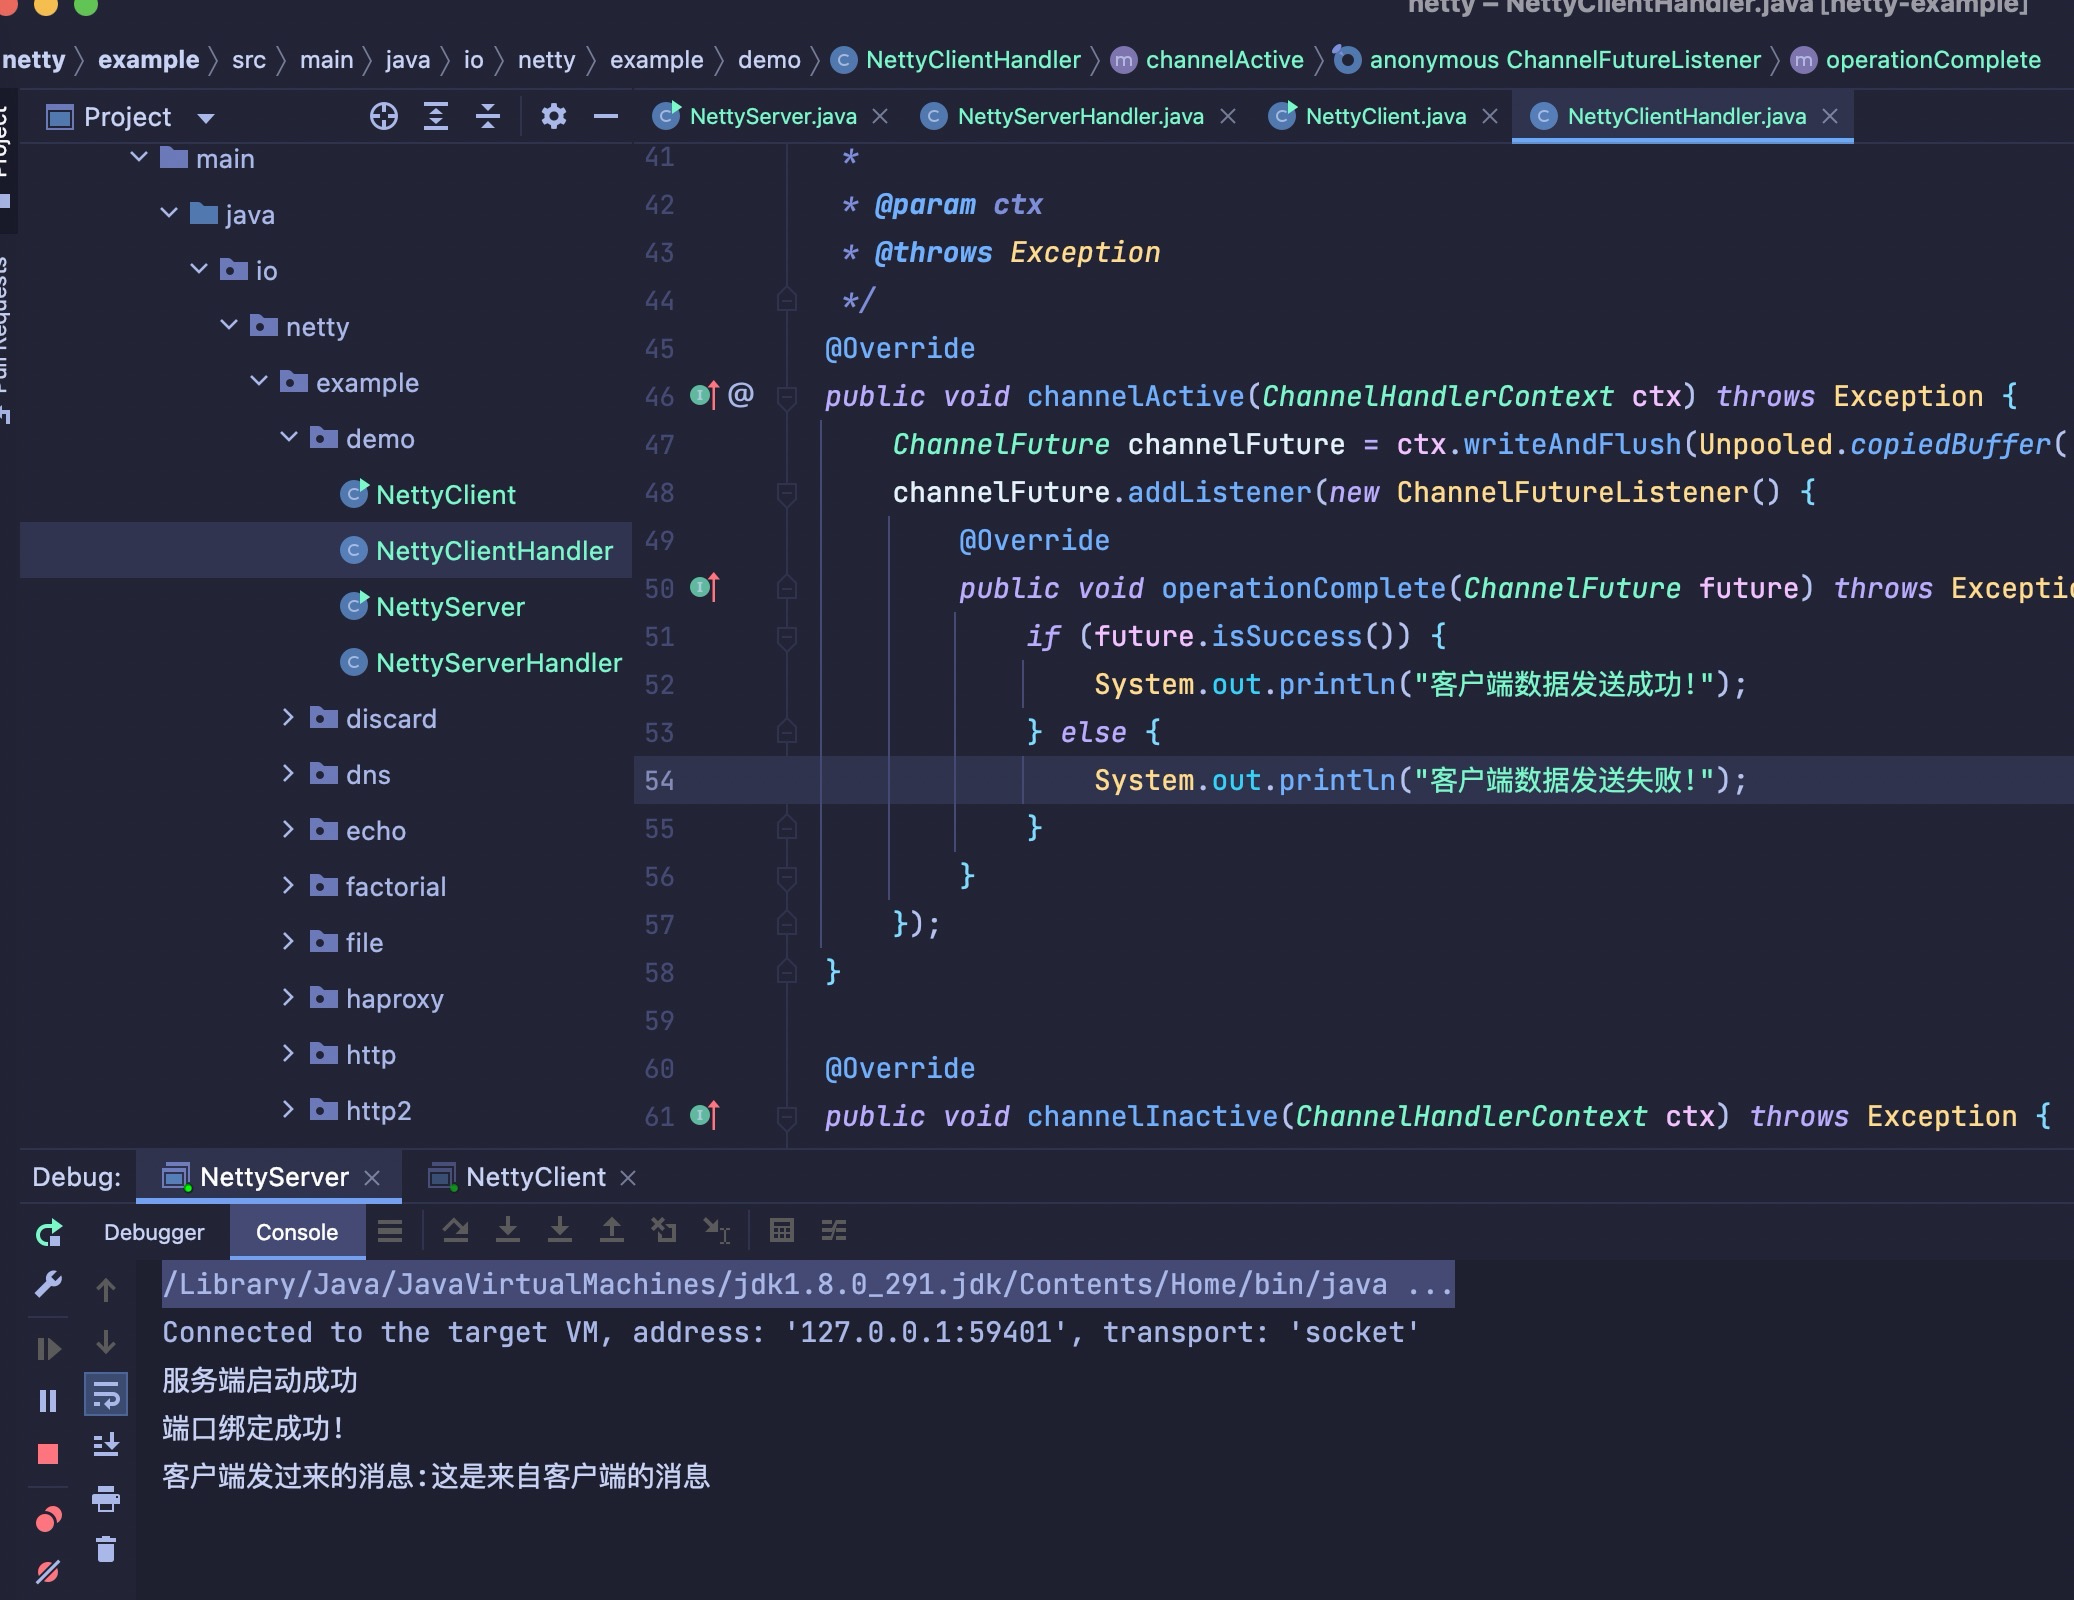 netty – NettyClientHandler.java [netty-example]
netty example src main java io netty example demo NettyClientHandler channelActive anonymous ChannelFutureListener operationComplete
Project
Pull Requests
Project
main
java
io
netty
example
demo
NettyClient
NettyClientHandler
NettyServer
NettyServerHandler
discard
dns
echo
factorial
file
haproxy
http
http2
NettyServer.java NettyServerHandler.java NettyClient.java NettyClientHandler.java
41 *
42 * @param ctx
43 * @throws Exception
44 */
45 @Override
46 @ public void channelActive(ChannelHandlerContext ctx) throws Exception {
47 ChannelFuture channelFuture = ctx.writeAndFlush(Unpooled.copiedBuffer(
48 channelFuture.addListener(new ChannelFutureListener() {
49 @Override
50 public void operationComplete(ChannelFuture future) throws Exceptio
51 if (future.isSuccess()) {
52 System.out.println("客户端数据发送成功!");
53 } else {
54 System.out.println("客户端数据发送失败!");
55 }
56 }
57 });
58 }
59
60 @Override
61 public void channelInactive(ChannelHandlerContext ctx) throws Exception {
Debug: NettyServer NettyClient
Debugger Console
/Library/Java/JavaVirtualMachines/jdk1.8.0_291.jdk/Contents/Home/bin/java ...
Connected to the target VM, address: '127.0.0.1:59401', transport: 'socket'
服务端启动成功
端口绑定成功!
客户端发过来的消息:这是来自客户端的消息